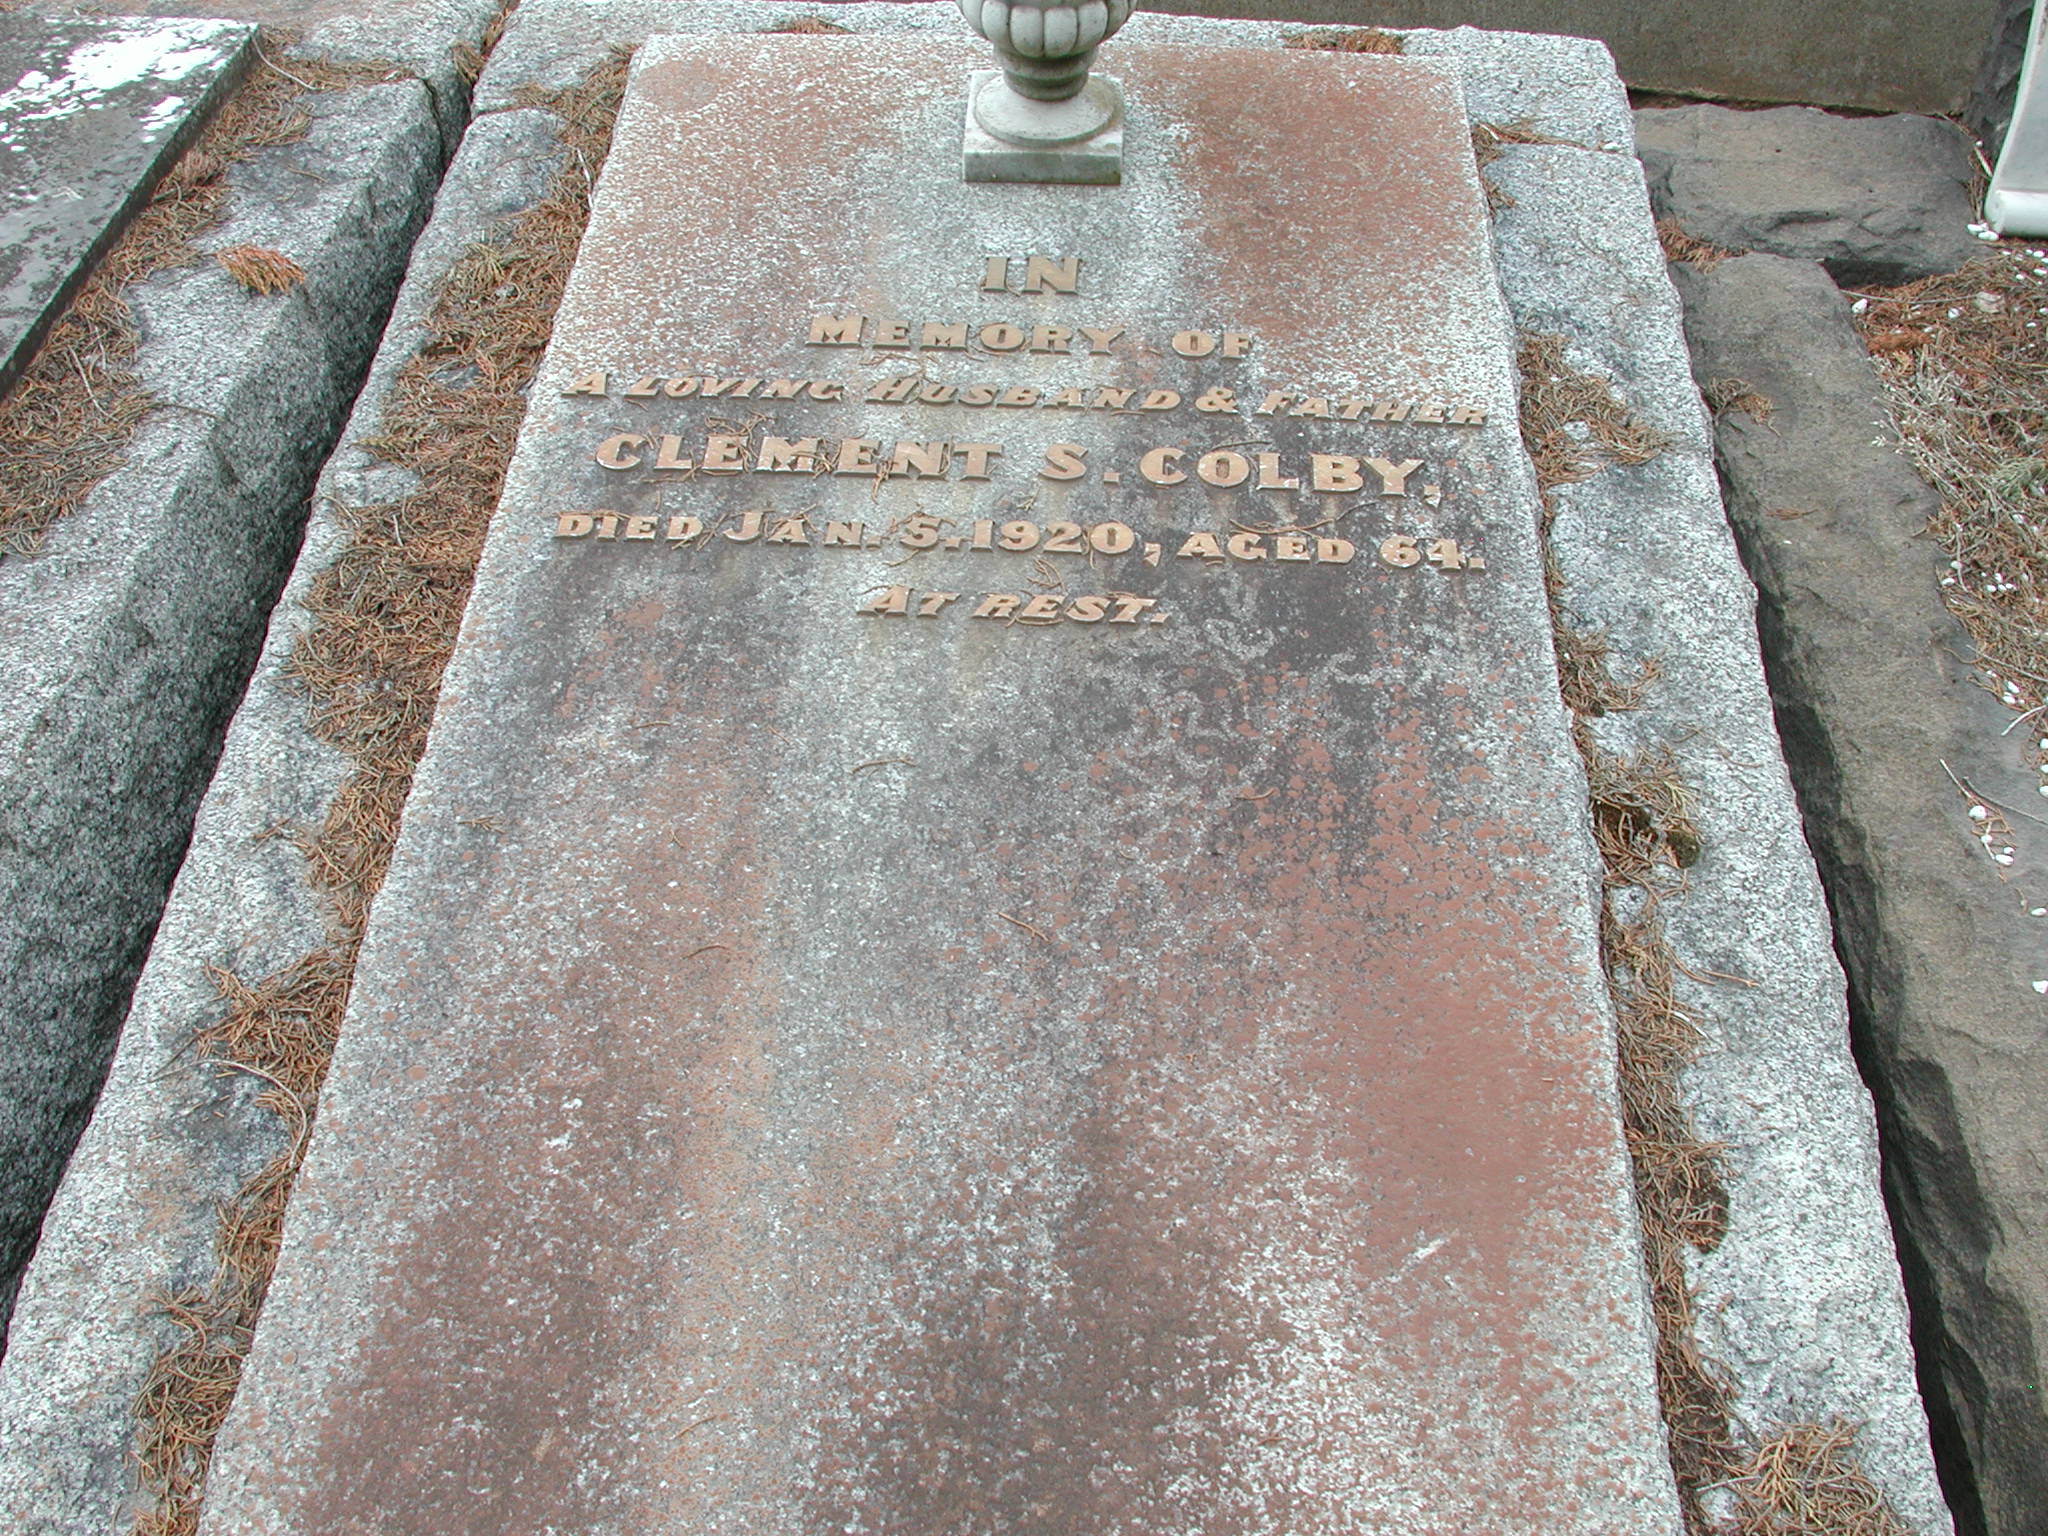 IN
MEMORY OF
A LOVING HUSBAND & FATHER
CLEMENT S. COLBY,
DIED JAN. 5. 1920, AGED 64.
AT REST.